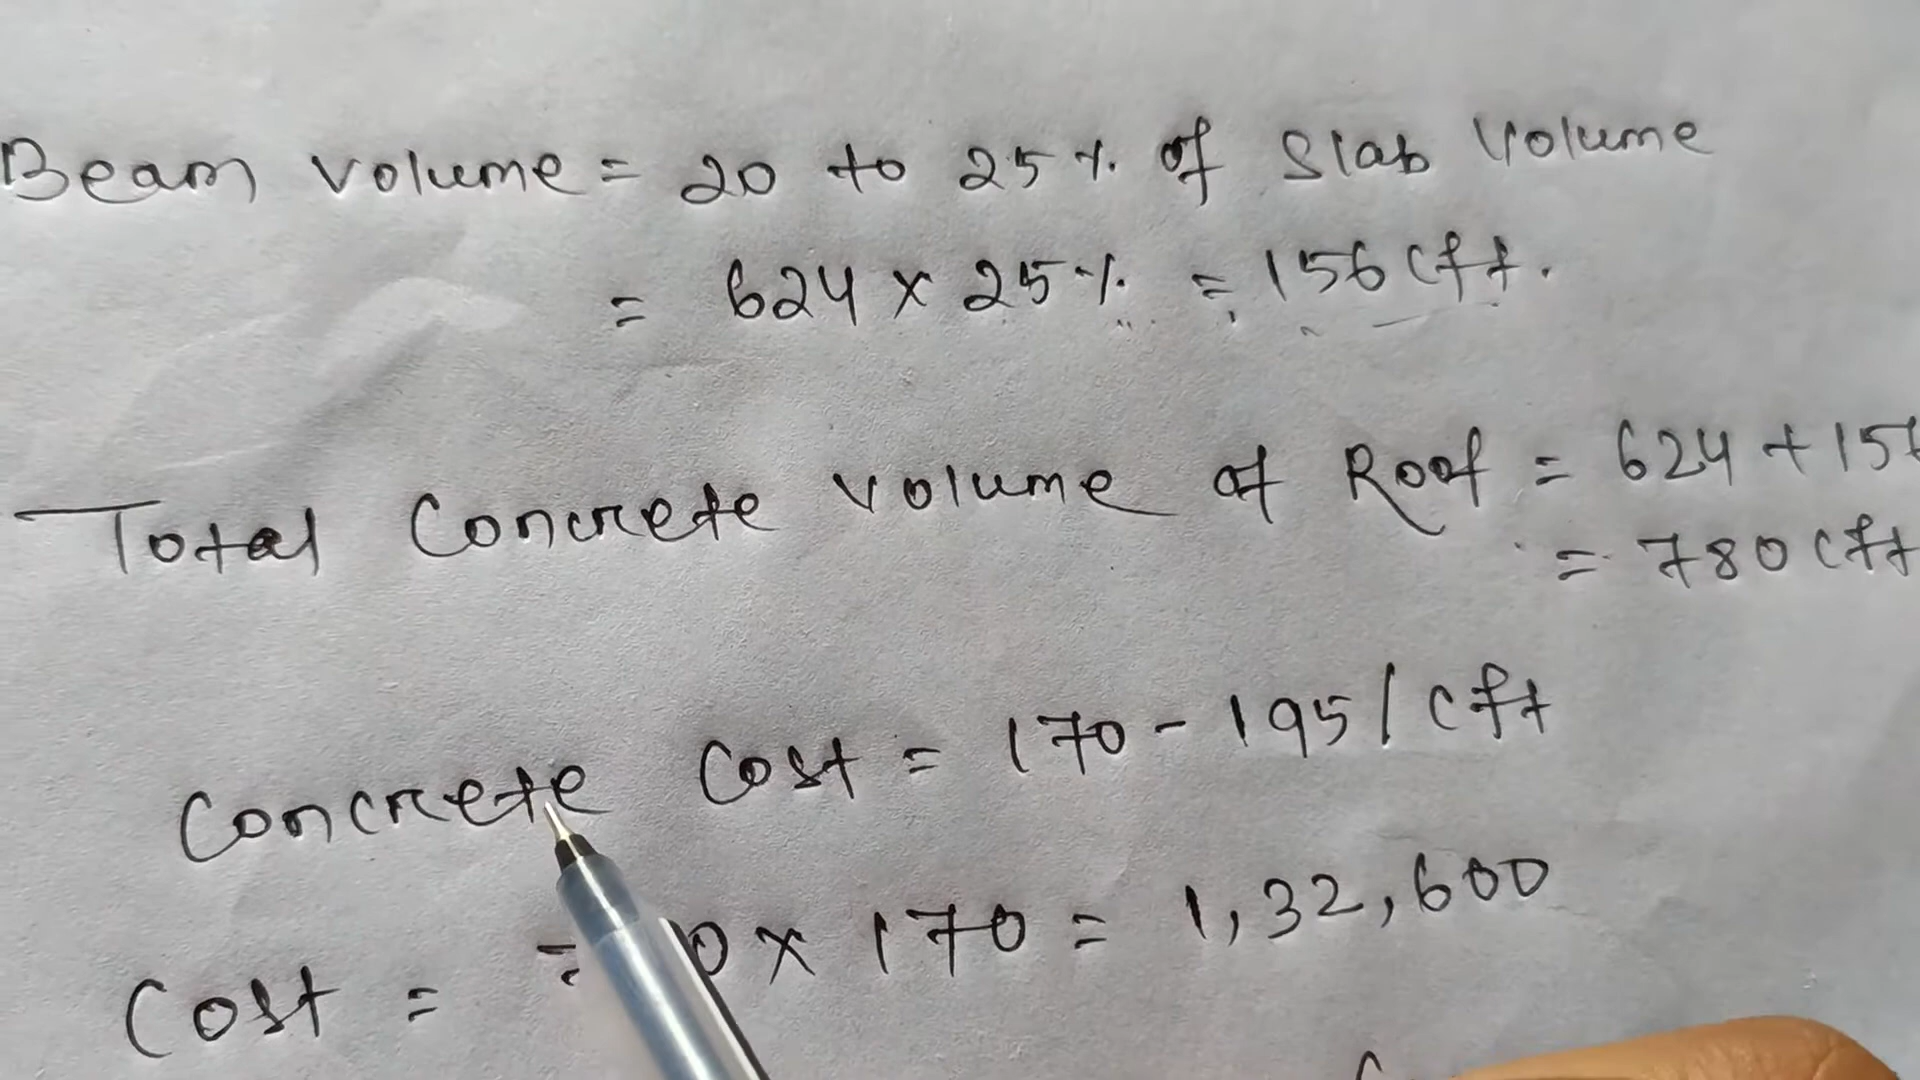 Beam volume = 20 to 25% of Slab Volume
= 624 x 25% = 156 cft.
Total Concrete volume of Roof = 624 + 15
= 780 cft
Concrete Cost = 170 - 195/cft
Cost = 0 x 170 = 1,32,600